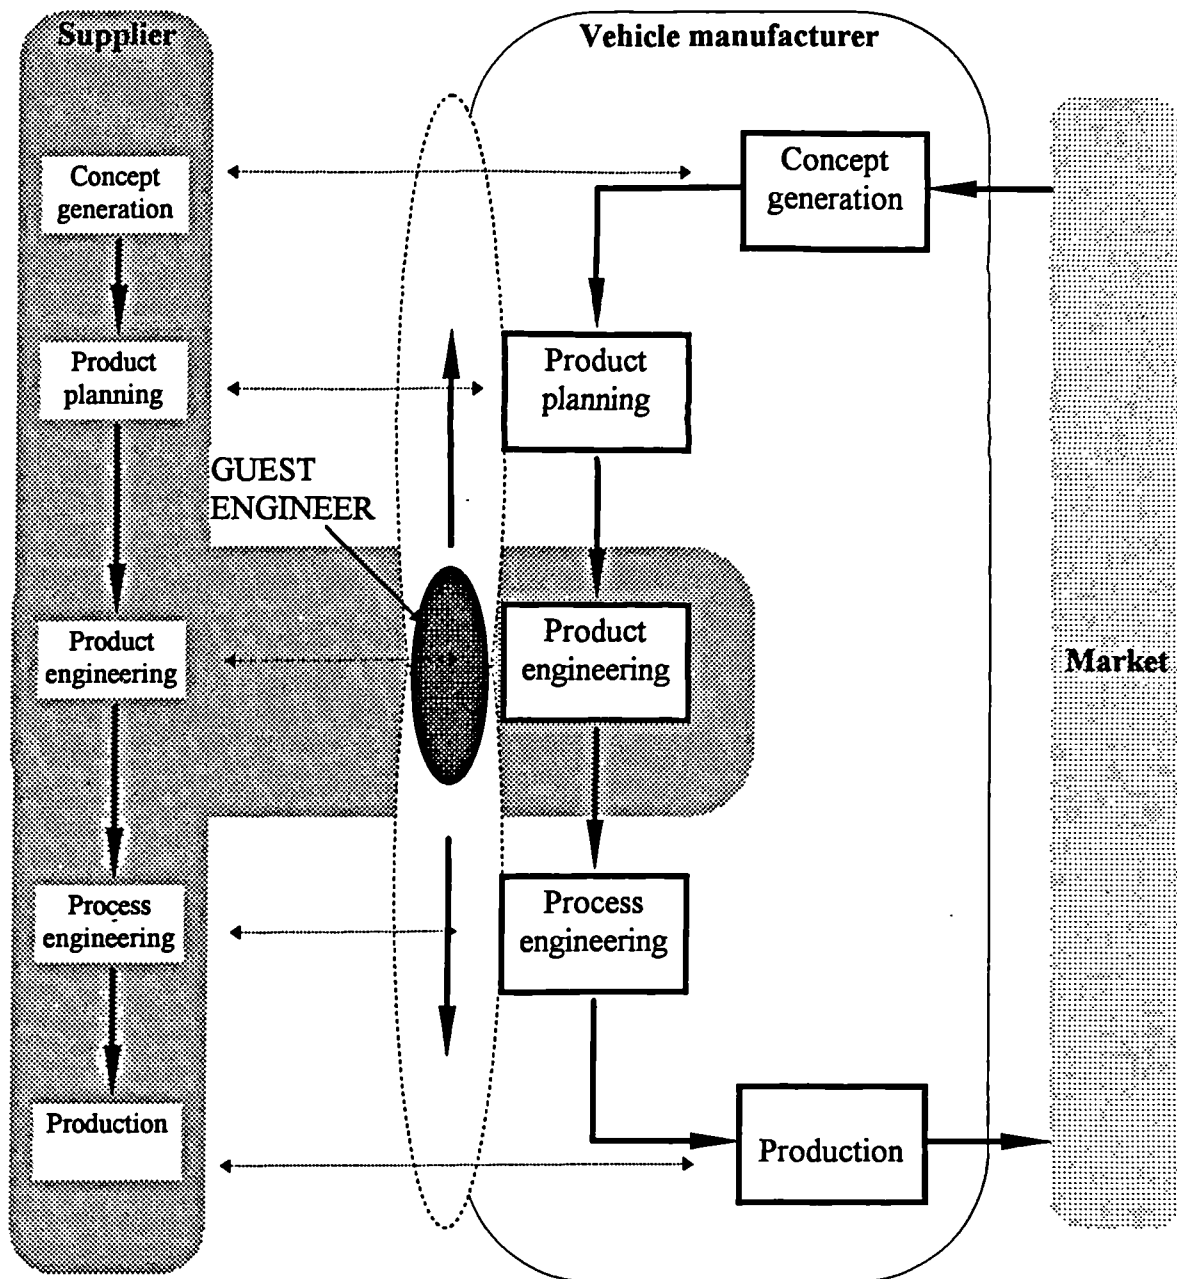 Supplier
Vehicle manufacturer
Concept
generation
Concept
generation
Product
planning
Product
planning
GUEST
ENGINEER
Product
engineering
Product
engineering
Market
Process
engineering
Process
engineering
Production
Production